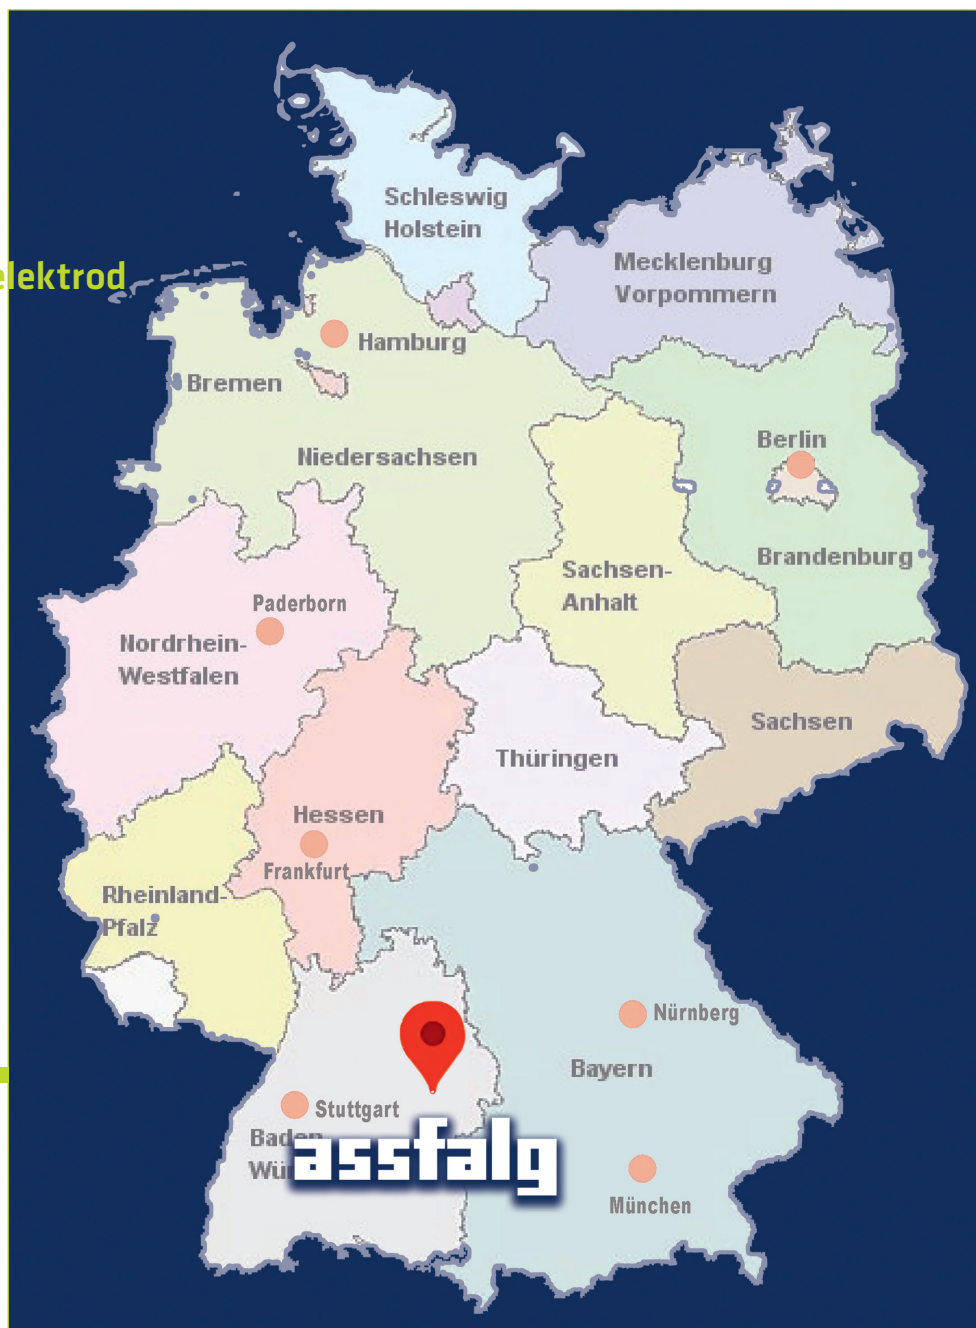 Schleswig
Holstein
Mecklenburg
Vorpommern
elektrod
Hamburg
Bremen
Berlin
Niedersachsen
Brandenburg
Sachsen-
Anhalt
Paderborn
Nordrhein-
Westfalen
Sachsen
Thüringen
Hessen
Frankfurt
Rheinland-
Pfalz
Nürnberg
Bayern
Stuttgart
assfalg
München